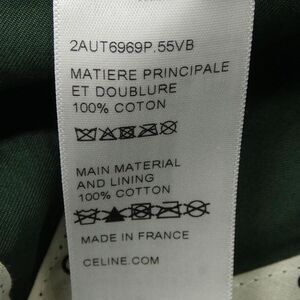 2AUT6969P.55VB
MATIERE PRINCIPALE
ET DOUBLURE
100% COTON
MAIN MATERIAL
AND LINING
100% COTTON
MADE IN FRANCE
CELINE.COM